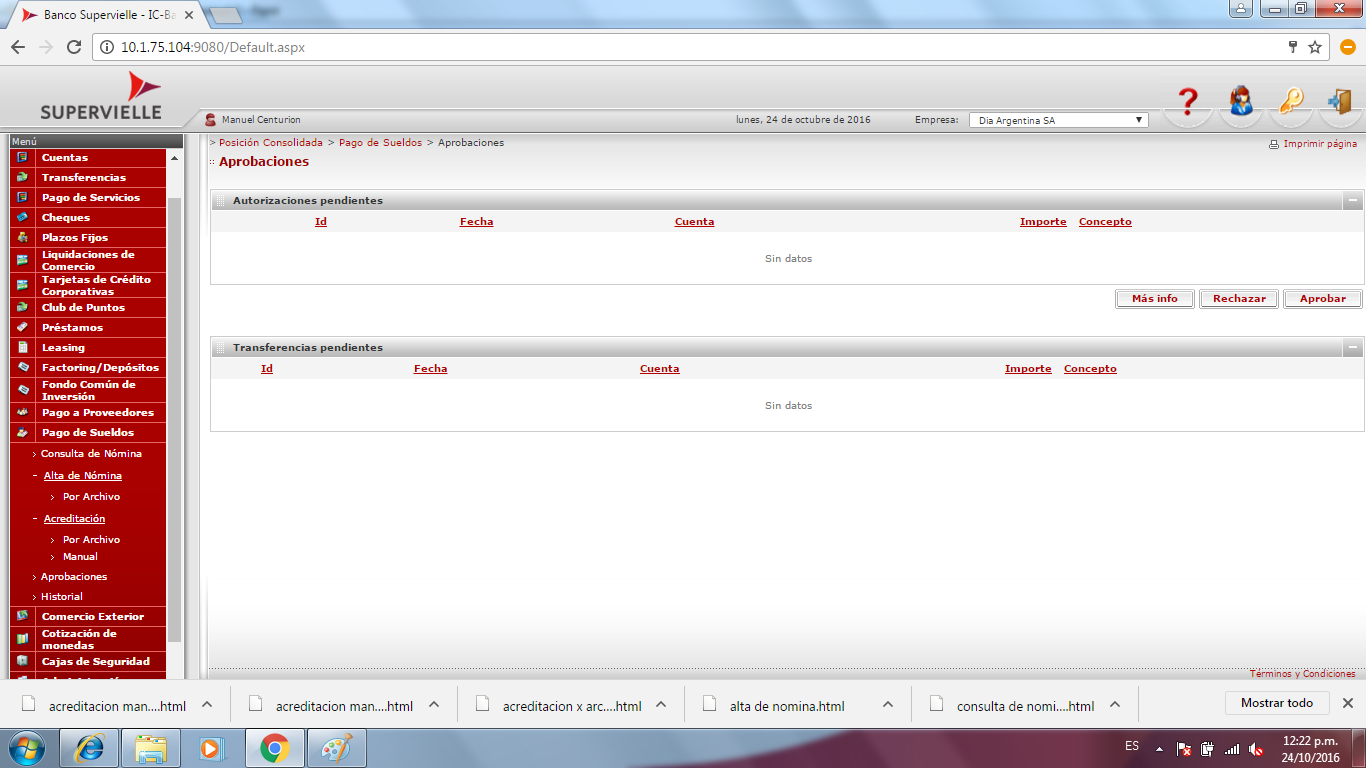 Banco Supervielle - IC-Ba
10.1.75.104:9080/Default.aspx
SUPERVIELLE
Manuel Centurion
lunes, 24 de octubre de 2016
Empresa:
Dia Argentina SA
Menú
Cuentas
Transferencias
Pago de Servicios
Cheques
Plazos Fijos
Liquidaciones de
Comercio
Tarjetas de Crédito
Corporativas
Club de Puntos
Préstamos
Leasing
Factoring/Depósitos
Fondo Común de
Inversión
Pago a Proveedores
Pago de Sueldos
> Consulta de Nómina
- Alta de Nómina
> Por Archivo
- Acreditación
> Por Archivo
> Manual
> Aprobaciones
> Historial
Comercio Exterior
Cotización de
monedas
Cajas de Seguridad
> Posición Consolidada > Pago de Sueldos > Aprobaciones
Imprimir página
:: Aprobaciones
Autorizaciones pendientes
Id Fecha Cuenta Importe Concepto
Sin datos
Más info Rechazar Aprobar
Transferencias pendientes
Id Fecha Cuenta Importe Concepto
Sin datos
Términos y Condiciones
acreditacion man....html
acreditacion man....html
acreditacion x arc....html
alta de nomina.html
consulta de nomi....html
Mostrar todo
ES
12:22 p.m.
24/10/2016